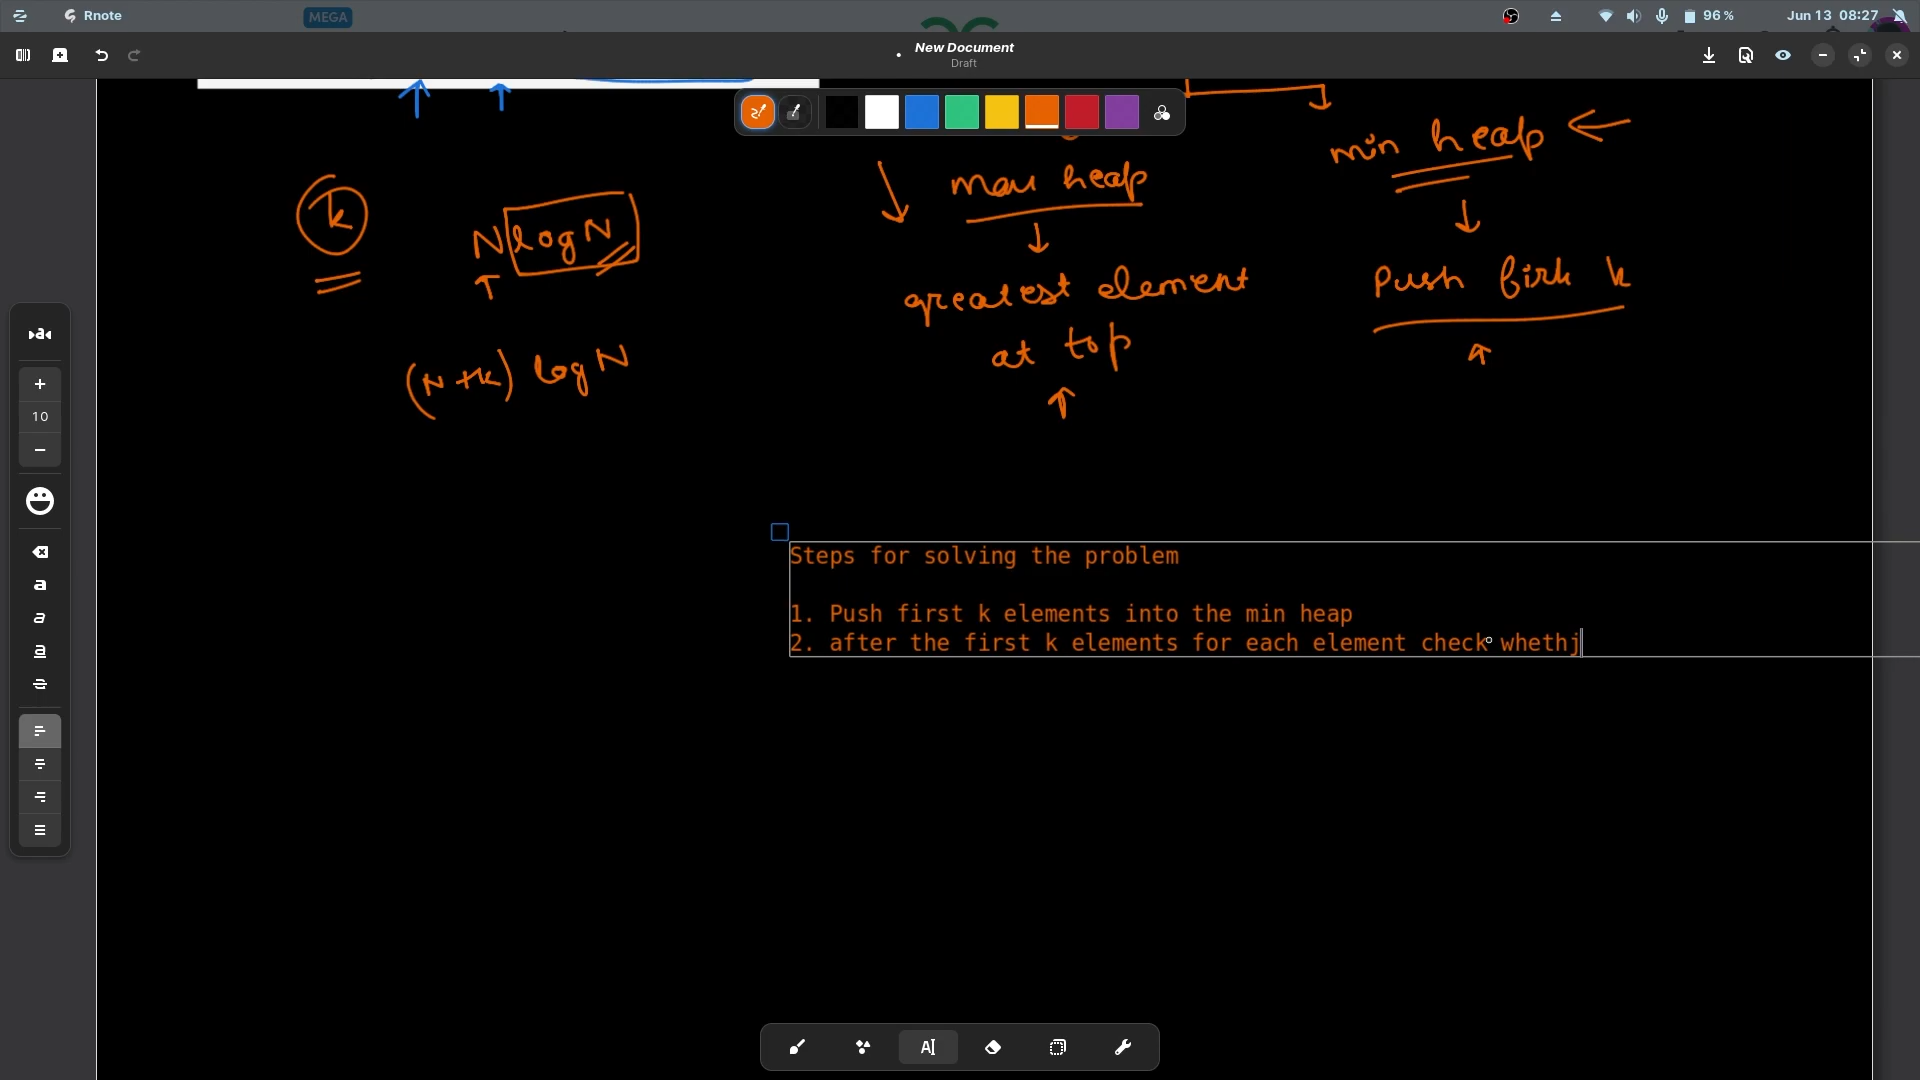 Rnote
MEGA
96 %
Jun 13 08:27
New Document
Draft
min heap
max heap
k
N log N
Push first k
greatest element
at top
(N+k) log N
a
10
Steps for solving the problem
1. Push first k elements into the min heap
2. after the first k elements for each element check whethj
a
a
a
S
AI